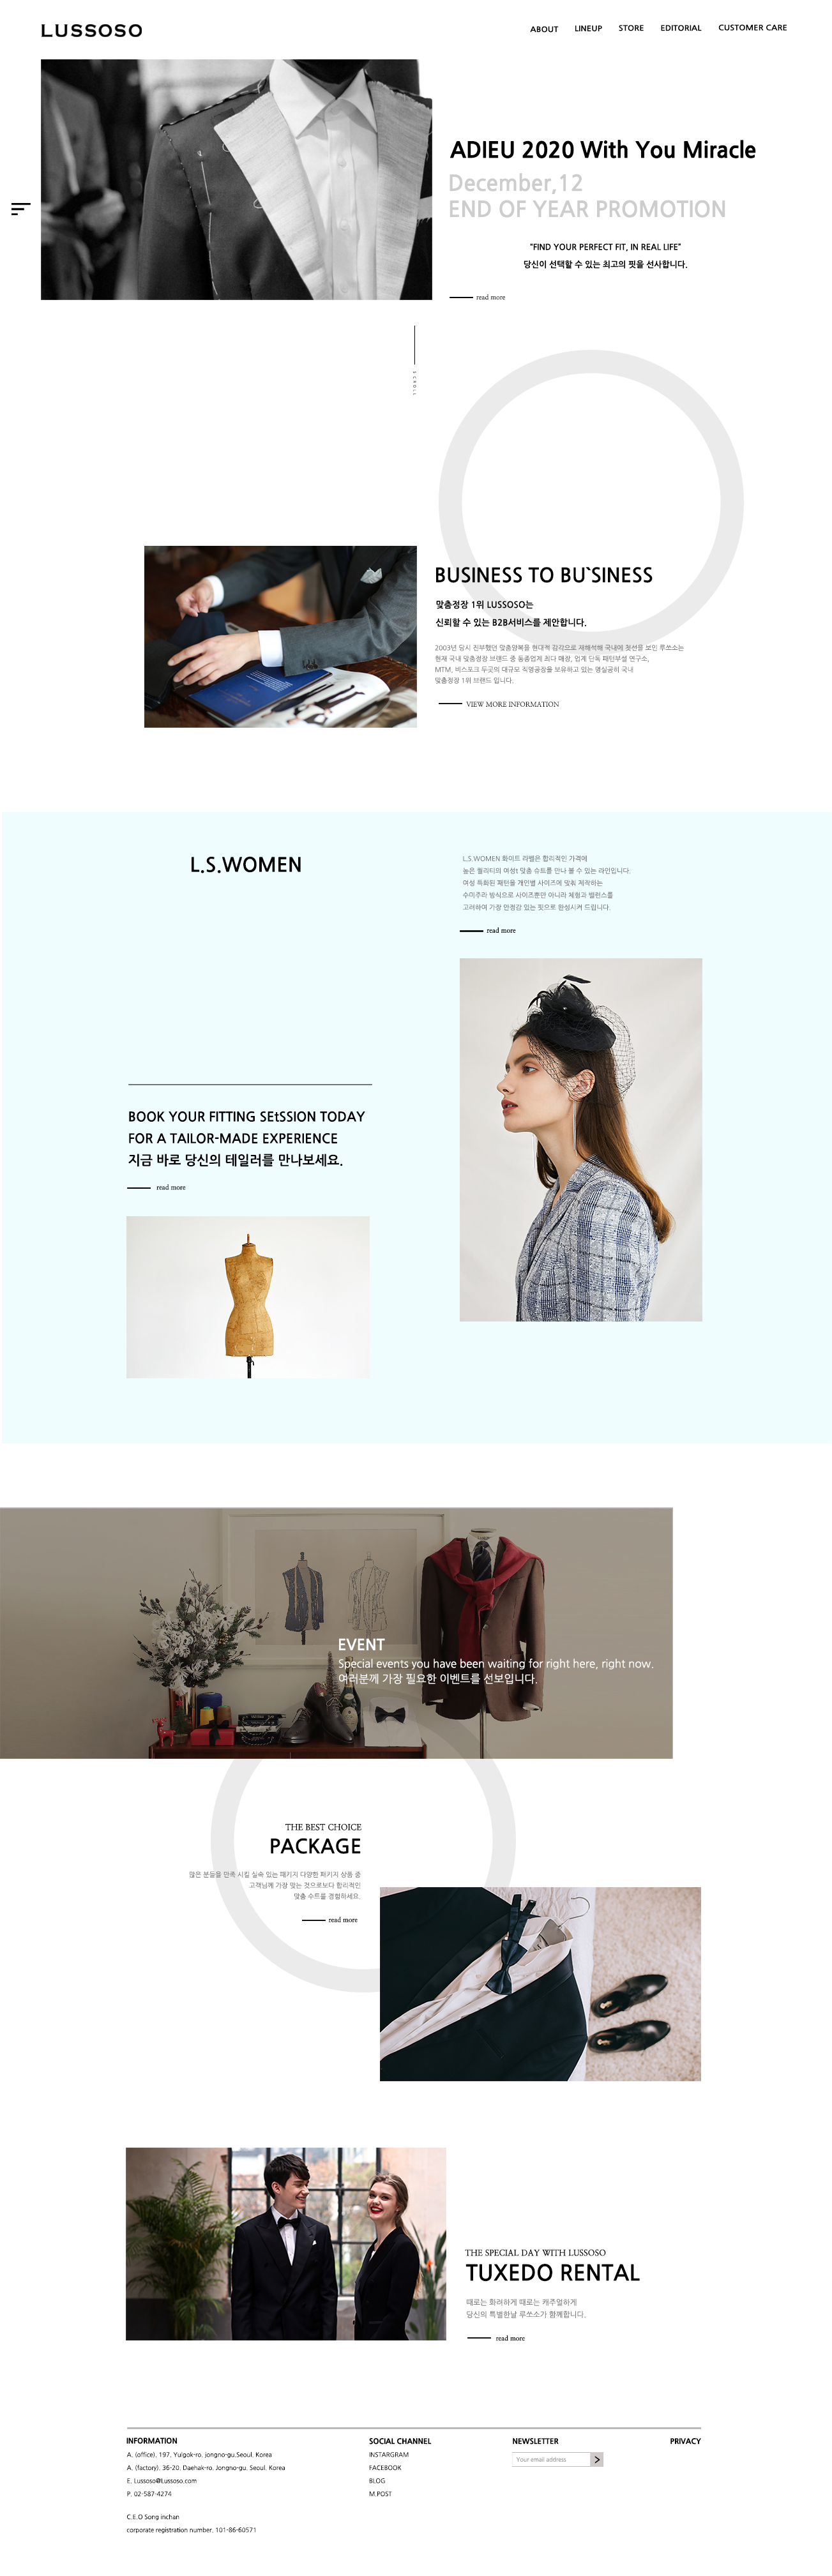 LUSSOSO
ABOUT LINEUP STORE EDITORIAL CUSTOMER CARE
ADIEU 2020 With You Miracle
December,12
END OF YEAR PROMOTION
"FIND YOUR PERFECT FIT, IN REAL LIFE"
당신이 선택할 수 있는 최고의 핏을 선사합니다.
read more
SCROLL
BUSINESS TO BU`SINESS
맞춤정장 1위 LUSSOSO는
신뢰할 수 있는 B2B서비스를 제안합니다.
2003년 당시 진부했던 맞춤양복을 현대적 감각으로 재해석해 국내에 첫선을 보인 루쏘소는
현재 국내 맞춤정장 브랜드 중 동종업계 최다 매장, 업계 단독 패턴부설 연구소,
MTM, 비스포크 두곳의 대규모 직영공장을 보유하고 있는 명실공히 국내
맞춤정장 1위 브랜드 입니다.
VIEW MORE INFORMATION
L.S.WOMEN
L.S.WOMEN 화이트 라벨은 합리적인 가격에
높은 퀄리티의 여성t 맞춤 슈트를 만나 볼 수 있는 라인입니다.
여성 특화된 패턴을 개인별 사이즈에 맞춰 제작하는
수미주라 방식으로 사이즈뿐만 아니라 체형과 밸런스를
고려하여 가장 안정감 있는 핏으로 완성시켜 드립니다.
read more
BOOK YOUR FITTING SEtSSION TODAY
FOR A TAILOR-MADE EXPERIENCE
지금 바로 당신의 테일러를 만나보세요.
read more
EVENT
Special events you have been waiting for right here, right now.
여러분께 가장 필요한 이벤트를 선보입니다.
THE BEST CHOICE
PACKAGE
많은 분들을 만족 시킬 실속 있는 패키지 다양한 패키지 상품 중
고객님께 가장 맞는 것으로보다 합리적인
맞춤 수트를 경험하세요.
read more
THE SPECIAL DAY WITH LUSSOSO
TUXEDO RENTAL
때로는 화려하게 때로는 캐주얼하게
당신의 특별한날 루쏘소가 함께합니다.
read more
INFORMATION
A. (office). 197, Yulgok-ro, jongno-gu,Seoul. Korea
A. (factory). 36-20. Daehak-ro, Jongno-gu, Seoul. Korea
E. Lussoso@Lussoso.com
P. 02-587-4274
C.E.O Song inchan
corporate registration number. 101-86-60571
SOCIAL CHANNEL
INSTARGRAM
FACEBOOK
BLOG
M.POST
NEWSLETTER
Your email address
PRIVACY